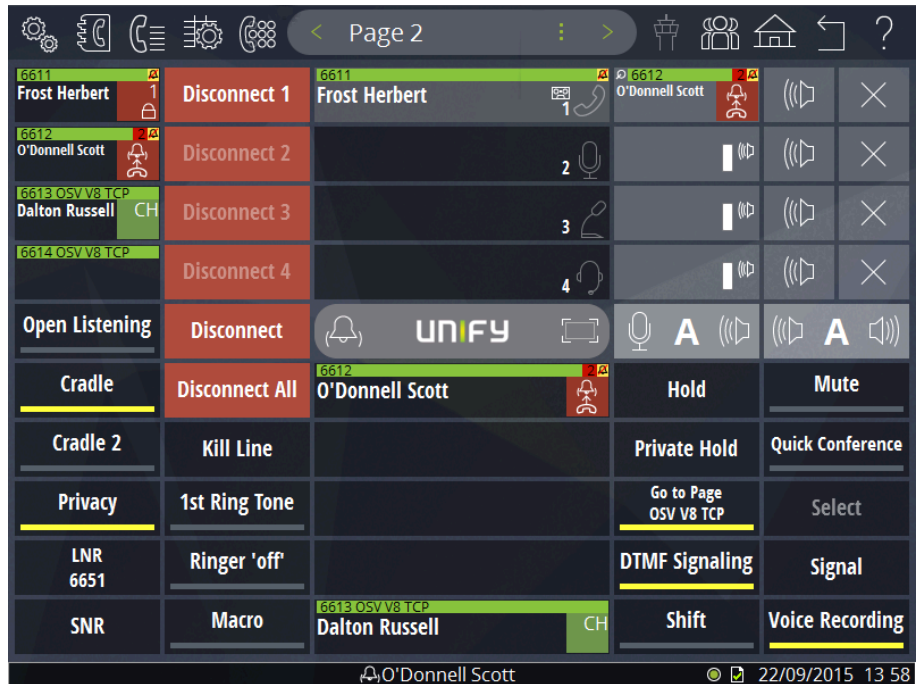 Page 2
6611
Frost Herbert 1
Disconnect 1
6611
Frost Herbert
1
6612 2
O'Donnell Scott
6612 2
O'Donnell Scott
Disconnect 2
2
6613 OSV V8 TCP
Dalton Russell CH
Disconnect 3
3
6614 OSV V8 TCP
Disconnect 4
4
Open Listening
Disconnect
UNIFY
A
A
Cradle
Disconnect All
6612 2
O'Donnell Scott
Hold
Mute
Cradle 2
Kill Line
Private Hold
Quick Conference
Privacy
1st Ring Tone
Go to Page
OSV V8 TCP
Select
LNR
6651
Ringer 'off'
DTMF Signaling
Signal
SNR
Macro
6613 OSV V8 TCP
Dalton Russell CH
Shift
Voice Recording
O'Donnell Scott
22/09/2015 13 58